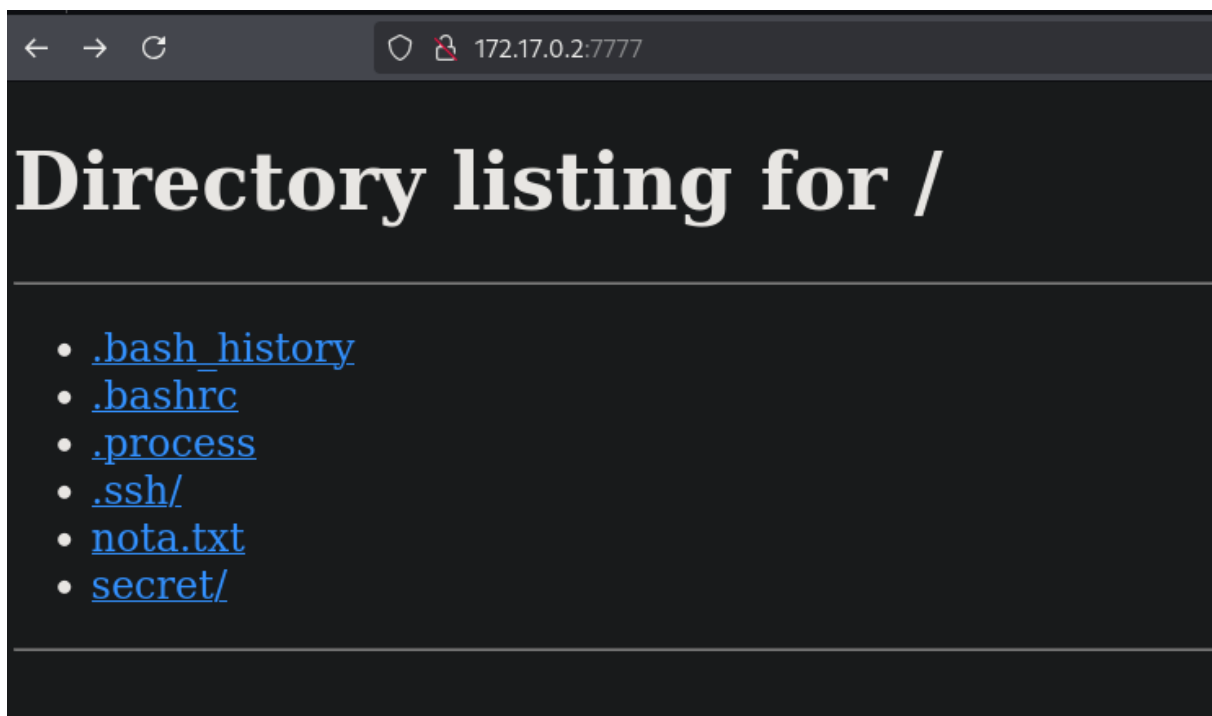 172.17.0.2:7777
Directory listing for /
.bash_history
.bashrc
.process
.ssh/
nota.txt
secret/